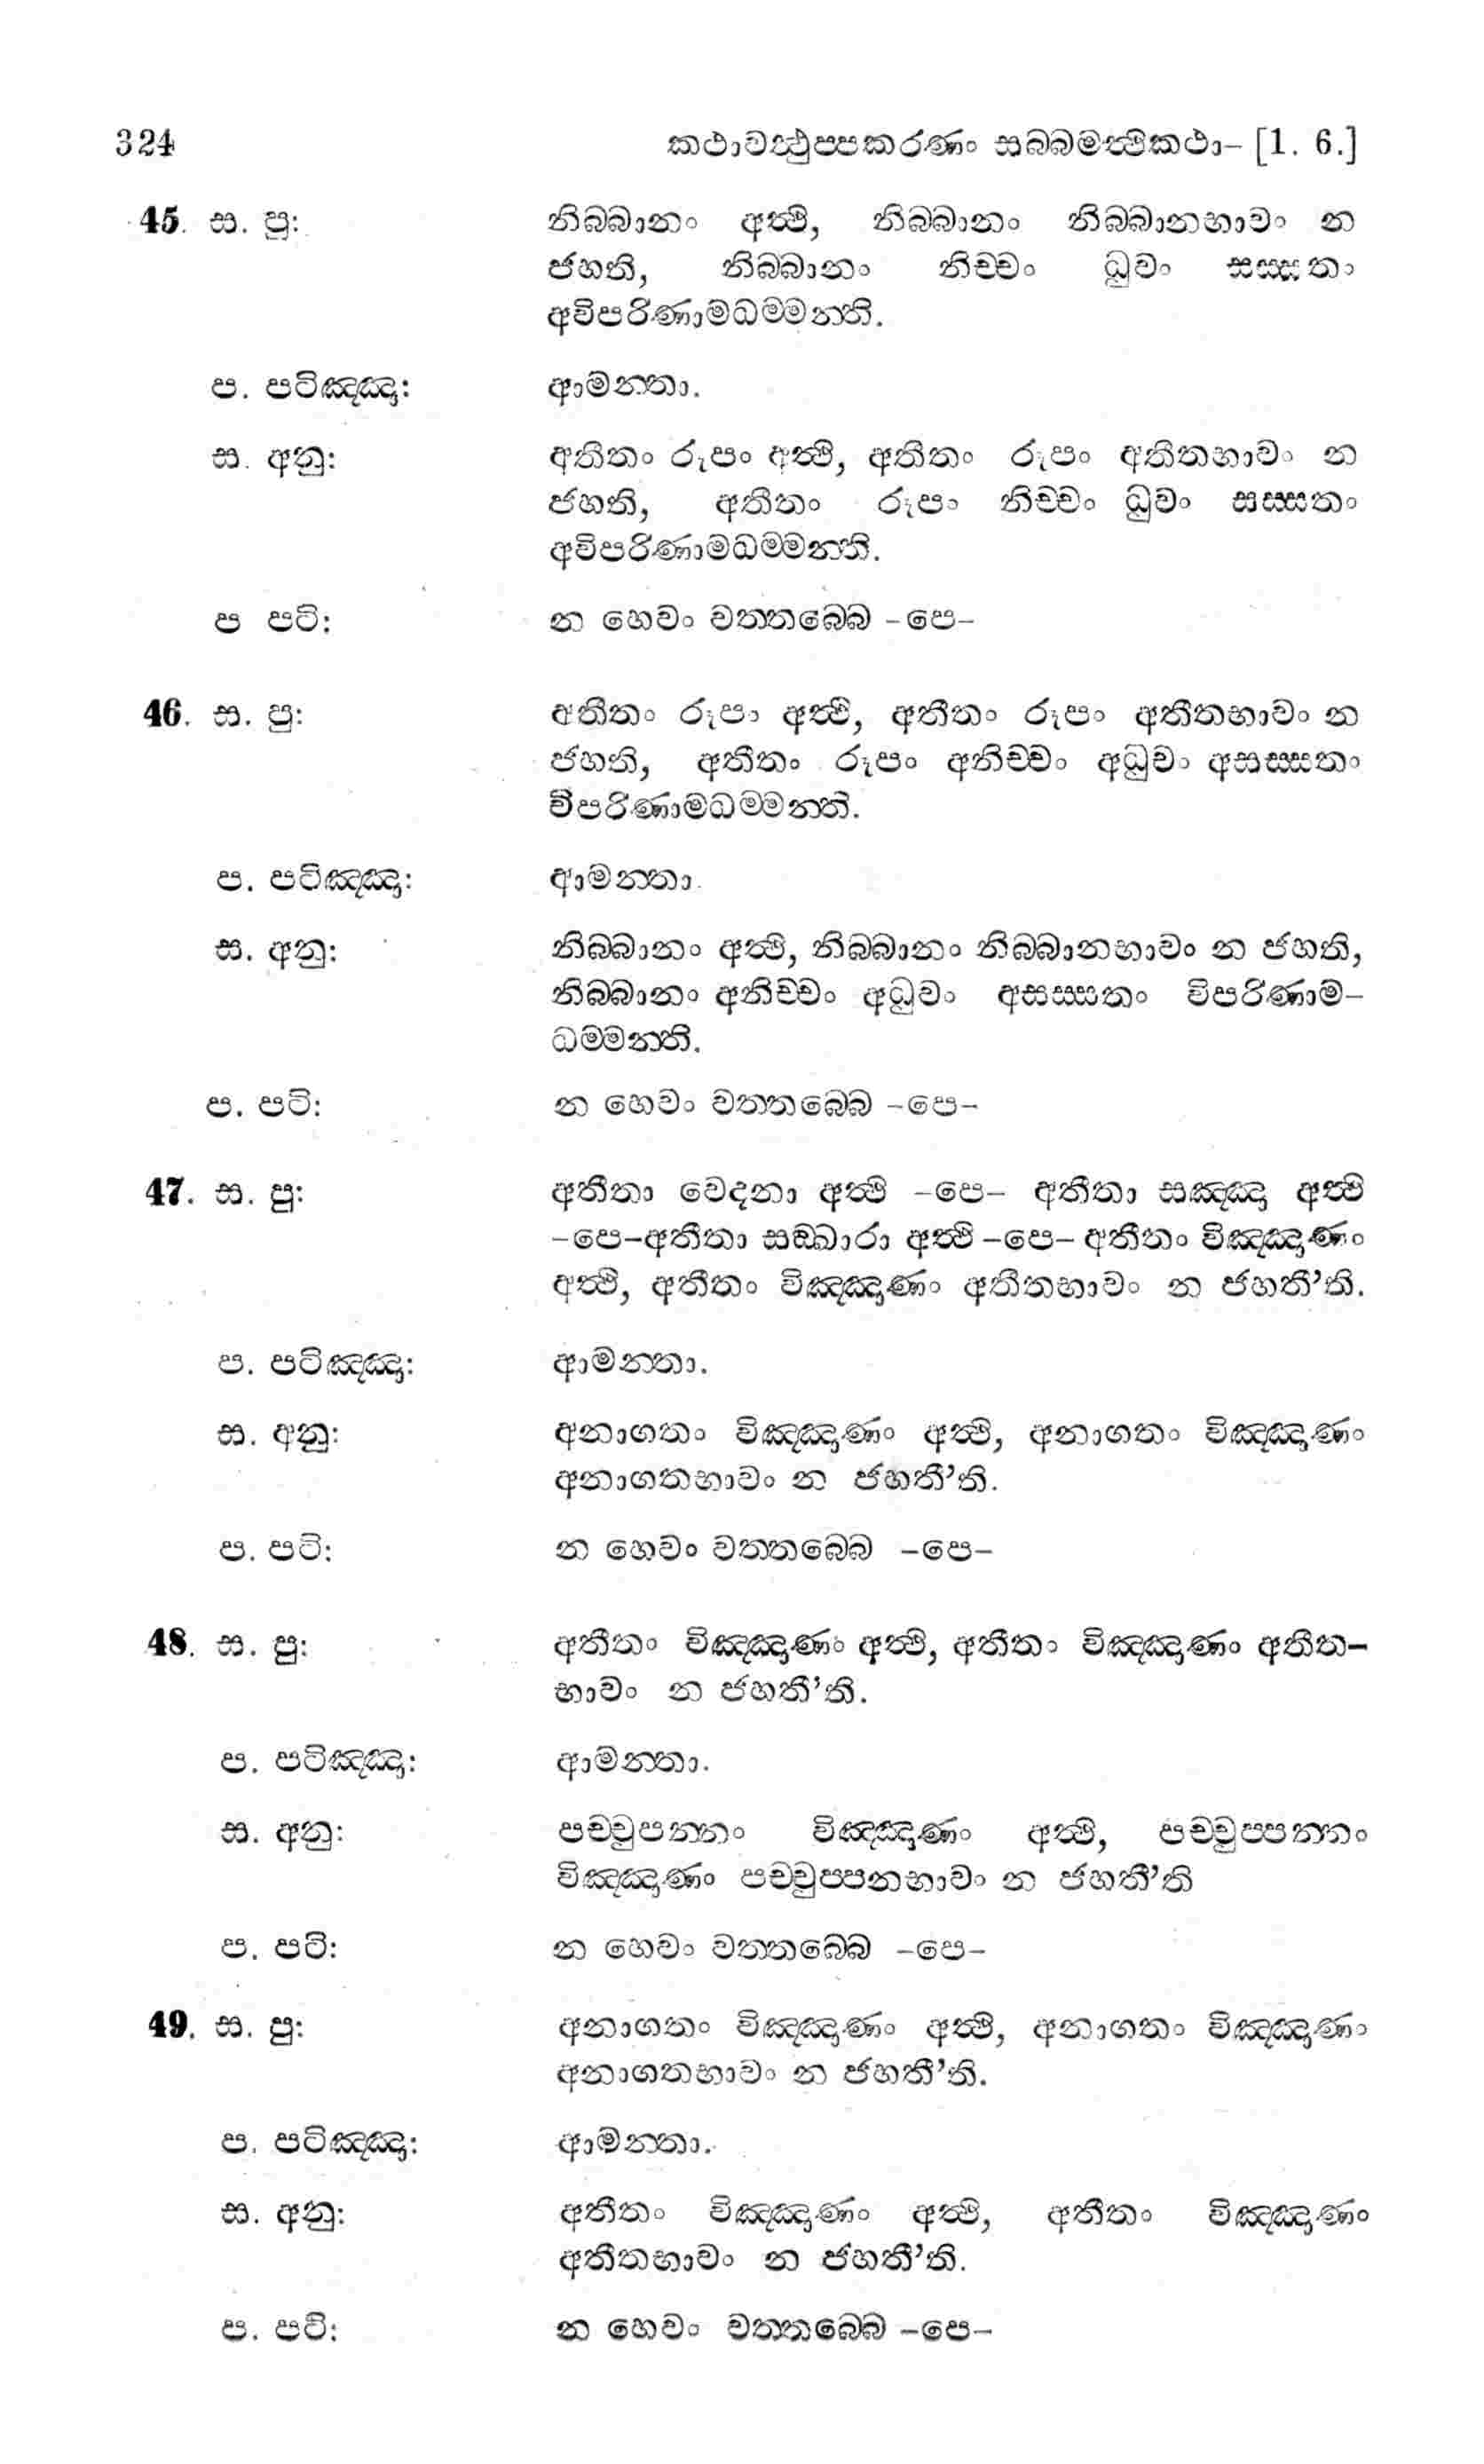 324 කථාවත්‍ථුප‍්පකරණං සබ‍්බමත්‍ථිකථා– [1. 6.]
45. ස. පු: නිබ‍්බානං අත්‍ථි, නිබ‍්බානං නිබ‍්බානභාවං න
ජහති, නිබ‍්බානං නිච‍්චං ධුවං සස‍්සතං
අවිපරිණාමධම‍්මන‍්ති.
ප. පටිඤ‍්ඤා: ආමන‍්තා.
ස. අනු: අතීතං රූපං අත්‍ථි, අතීතං රූපං අතීතභාවං න
ජහති, අතීතං රූපං නිච‍්චං ධුවං සස‍්සතං
අවිපරිණාමධම‍්මන‍්ති.
ප පටි: න හෙවං වත‍්තබ‍්බෙ –පෙ–
46. ස. පු: අතීතං රූපං අත්‍ථි, අතීතං රූපං අතීතභාවං න
ජහති, අතීතං රූපං අනිච‍්චං අධුවං අසස‍්සතං
විපරිණාමධම‍්මන‍්ති.
ප. පටිඤ‍්ඤා: ආමන‍්තා.
ස. අනු: නිබ‍්බානං අත්‍ථි, නිබ‍්බානං නිබ‍්බානභාවං න ජහති,
නිබ‍්බානං අනිච‍්චං අධුවං අසස‍්සතං විපරිණාම–
ධම‍්මන‍්ති.
ප. පටි: න හෙවං වත‍්තබ‍්බෙ –පෙ–
47. ස. පු: අතීතා වෙදනා අත්‍ථි –පෙ– අතීතා සඤ‍්ඤා අත්‍ථි
–පෙ–අතීතා සඞ‍්ඛාරා අත්‍ථි –පෙ– අතීතං විඤ‍්ඤාණං
අත්‍ථි, අතීතං විඤ‍්ඤාණං අතීතභාවං න ජහතී’ති.
ප. පටිඤ‍්ඤා: ආමන‍්තා.
ස. අනු: අනාගතං විඤ‍්ඤාණං අත්‍ථි, අනාගතං විඤ‍්ඤාණං
අනාගතභාවං න ජහතී’ති.
ප. පටි: න හෙවං වත‍්තබ‍්බෙ –පෙ–
48. ස. පු: අතීතං විඤ‍්ඤාණං අත්‍ථි, අතීතං විඤ‍්ඤාණං අතීත–
භාවං න ජහතී’ති.
ප. පටිඤ‍්ඤා: ආමන‍්තා.
ස. අනු: පච‍්චුපන‍්නං විඤ‍්ඤාණං අත්‍ථි, පච‍්චුප‍්පන‍්නං
විඤ‍්ඤාණං පච‍්චුප‍්පනභාවං න ජහතී’ති
ප. පටි: න හෙවං වත‍්තබ‍්බෙ –පෙ–
49. ස. පු: අනාගතං විඤ‍්ඤාණං අත්‍ථි, අනාගතං විඤ‍්ඤාණං
අනාගතභාවං න ජහතී’ති.
ප. පටිඤ‍්ඤා: ආමන‍්තා.
ස. අනු: අතීතං විඤ‍්ඤාණං අත්‍ථි, අතීතං විඤ‍්ඤාණං
අතීතභාවං න ජහතී’ති.
ප. පටි: න හෙවං වත‍්තබ‍්බෙ –පෙ–